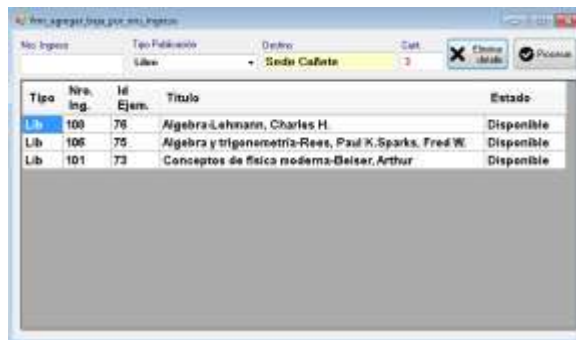 frmi_agregar_baja_por_nro_ingreso
Nro. Ingreso
Tipo Publicación
Destino
Cant.
Libro
Sede Cañete
3
Eliminar detalle
Procesar
Tipo Nro. Ing. Id Ejem. Titulo Estado
Lib 100 76 Algebra-Lehmann, Charles H. Disponible
Lib 106 75 Algebra y trigonometría-Rees, Paul K.Sparks, Fred W. Disponible
Lib 101 73 Conceptos de física moderna-Beiser, Arthur Disponible